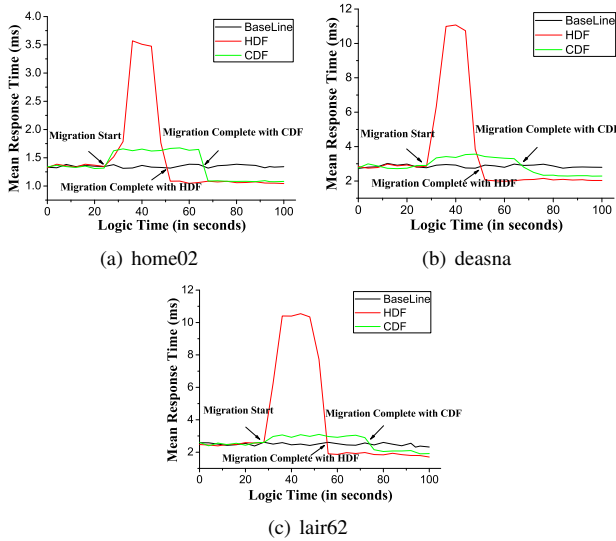 (a)
4.0
3.5
3.0
2.5
2.0
1.5
1.0
Mean Response Time (ms)
BaseLine
HDF
CDF
Migration Start
Migration Complete with CDF
Migration Complete with HDF
0 20 40 60 80 100
Logic Time (in seconds)
(a) home02
(b)
12
10
8
6
4
2
Mean Response Time (ms)
BaseLine
HDF
CDF
Migration Start
Migration Complete with CDF
Migration Complete with HDF
0 20 40 60 80 100
Logic Time (in seconds)
(b) deasna
(c)
12
10
8
6
4
2
Mean Response Time (ms)
BaseLine
HDF
CDF
Migration Start
Migration Complete with CDF
Migration Complete with HDF
0 20 40 60 80 100
Logic Time (in seconds)
(c) lair62